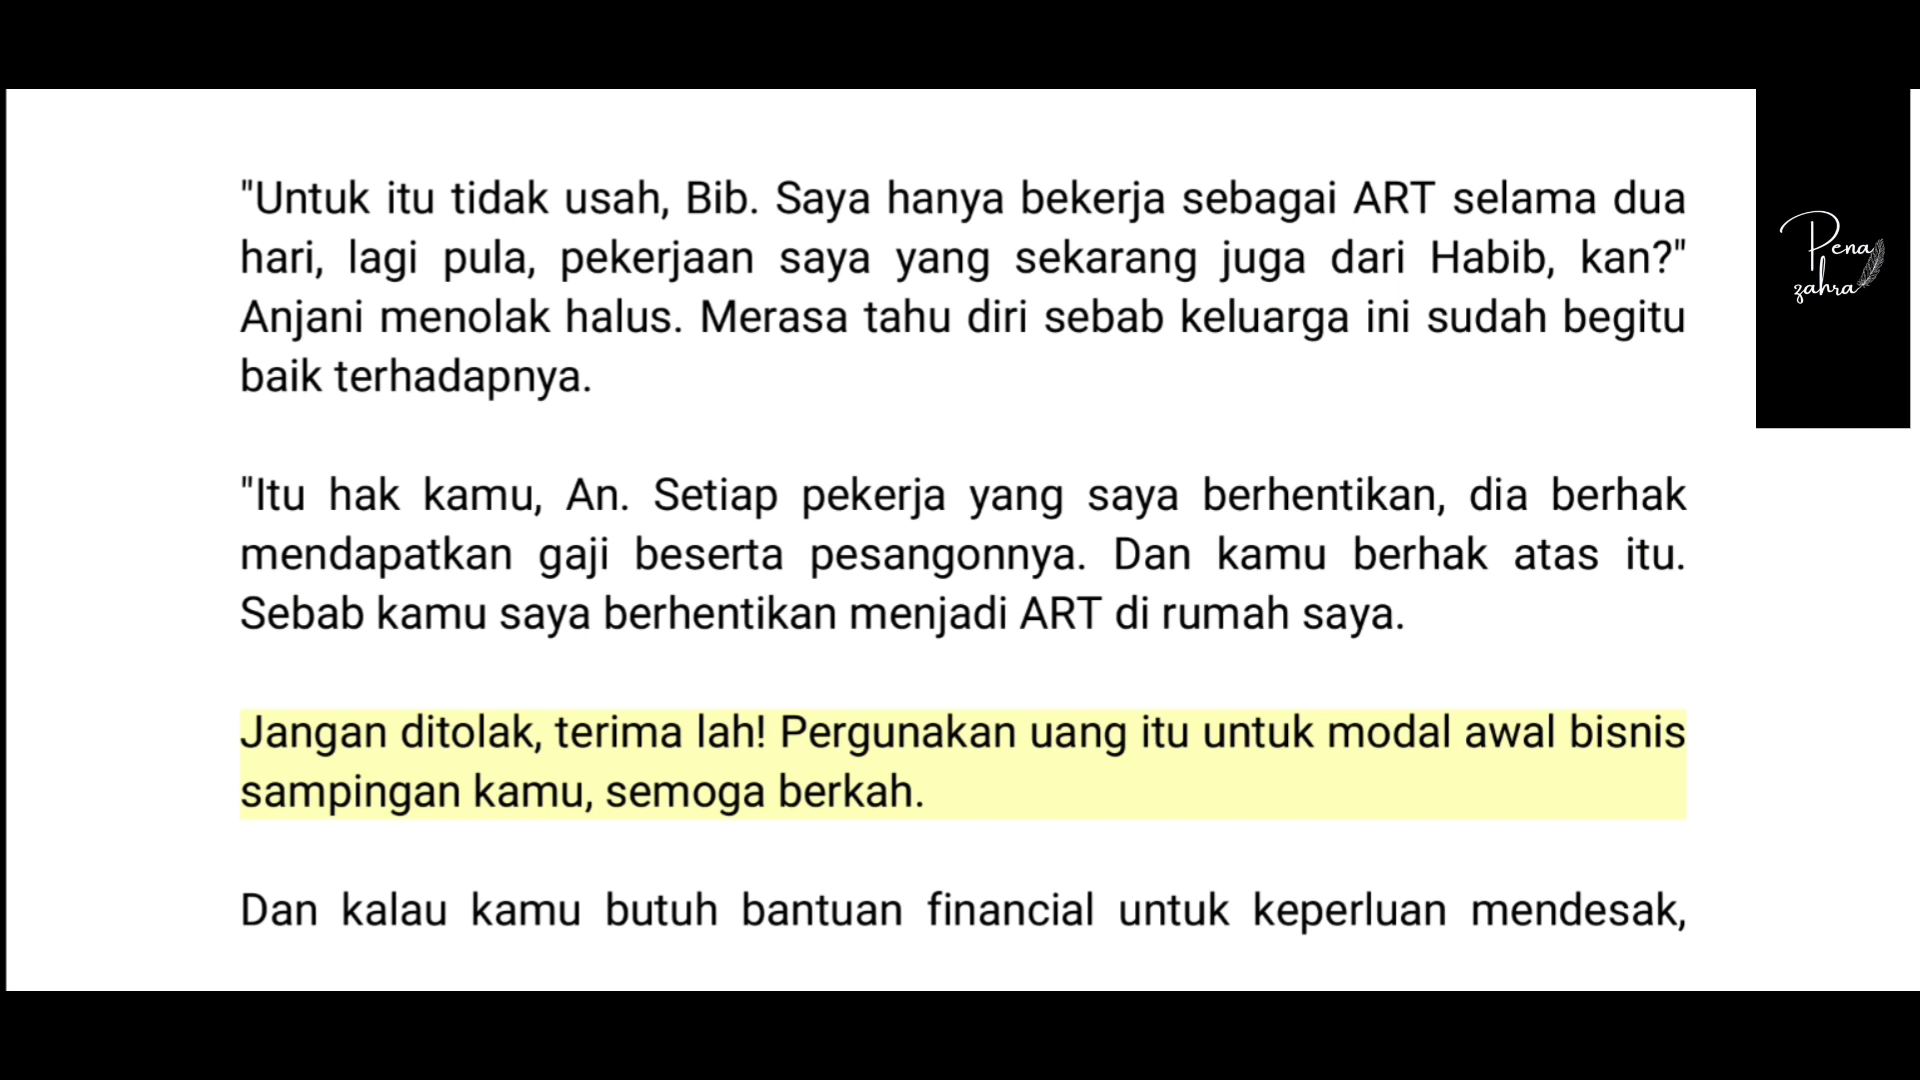 "Untuk itu tidak usah, Bib. Saya hanya bekerja sebagai ART selama dua
hari, lagi pula, pekerjaan saya yang sekarang juga dari Habib, kan?"
Anjani menolak halus. Merasa tahu diri sebab keluarga ini sudah begitu
baik terhadapnya.
"Itu hak kamu, An. Setiap pekerja yang saya berhentikan, dia berhak
mendapatkan gaji beserta pesangonnya. Dan kamu berhak atas itu.
Sebab kamu saya berhentikan menjadi ART di rumah saya.
Jangan ditolak, terima lah! Pergunakan uang itu untuk modal awal bisnis
sampingan kamu, semoga berkah.
Dan kalau kamu butuh bantuan financial untuk keperluan mendesak,
Pena
zahra